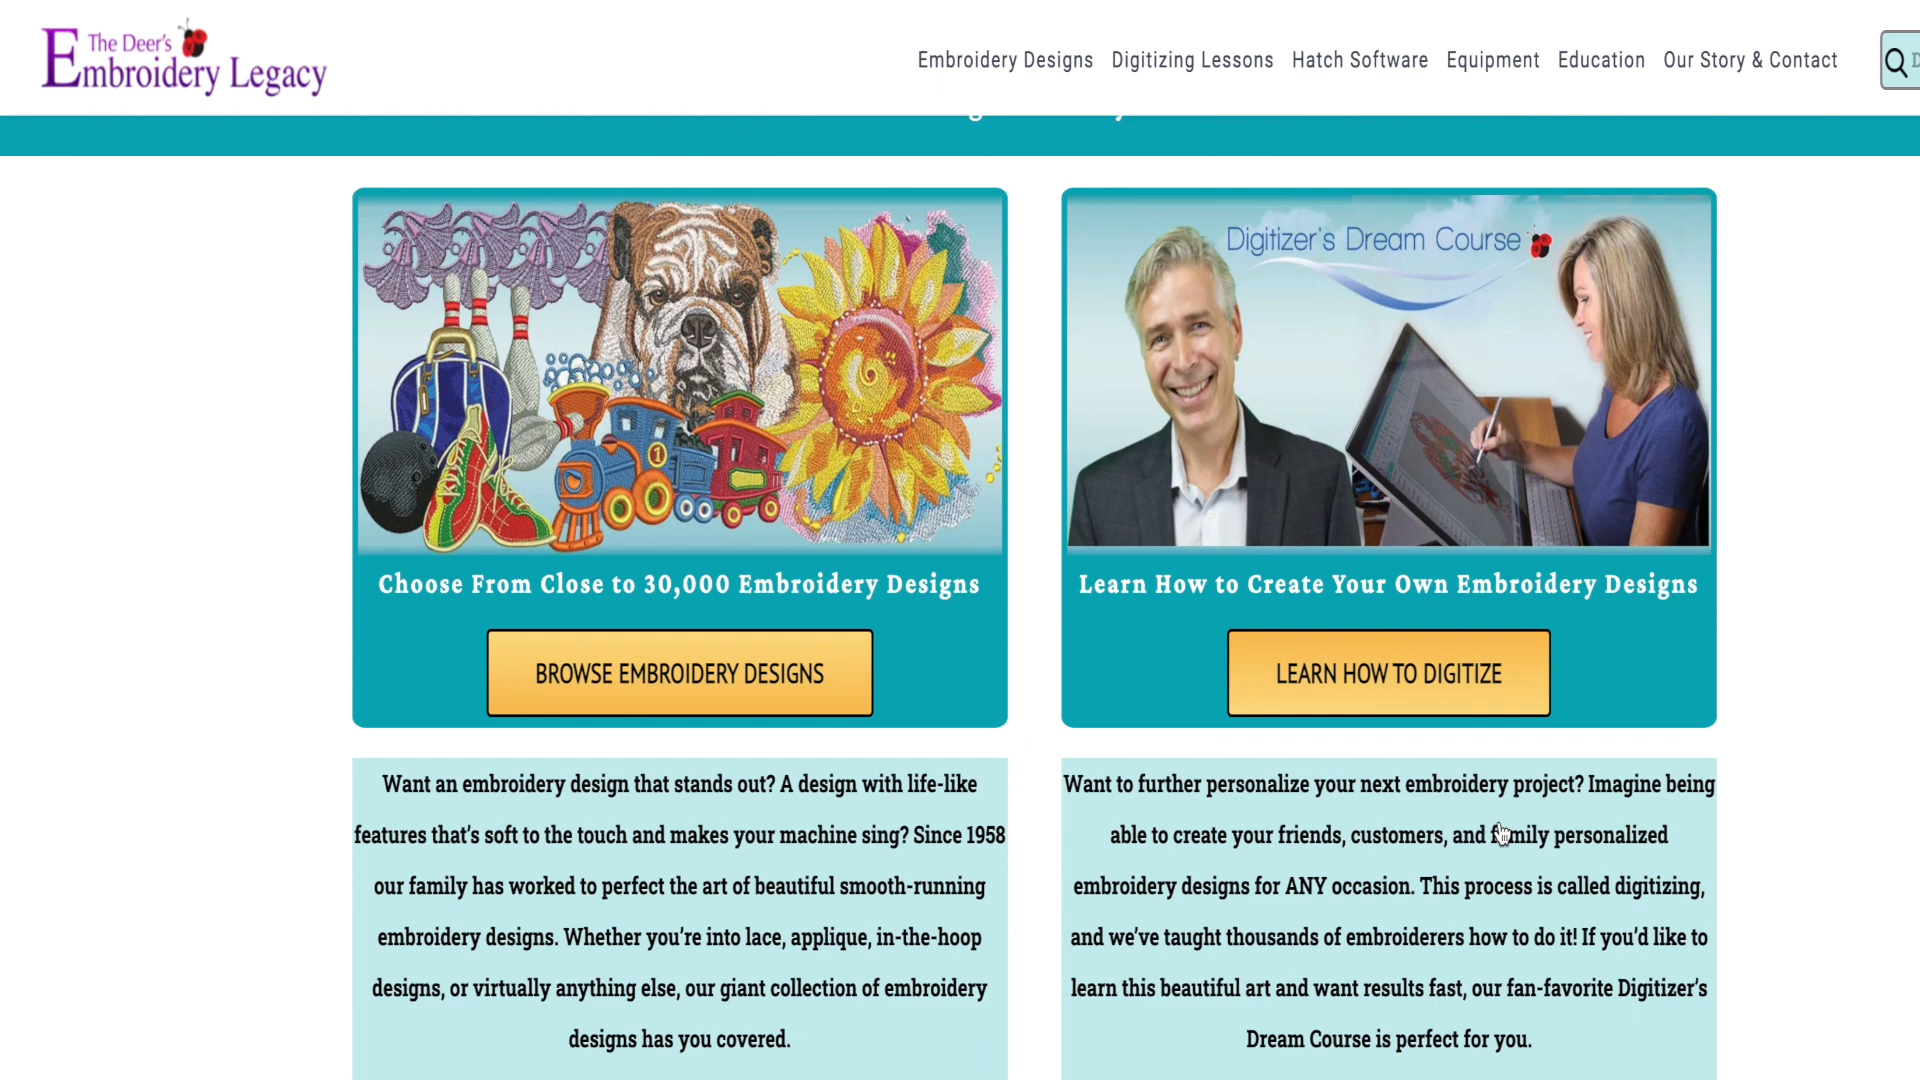 The Deer's
Embroidery Legacy
Embroidery Designs Digitizing Lessons Hatch Software Equipment Education Our Story & Contact
Digitizer's Dream Course
1
Choose From Close to 30,000 Embroidery Designs
BROWSE EMBROIDERY DESIGNS
Want an embroidery design that stands out? A design with life-like
features that's soft to the touch and makes your machine sing? Since 1958
our family has worked to perfect the art of beautiful smooth-running
embroidery designs. Whether you're into lace, applique, in-the-hoop
designs, or virtually anything else, our giant collection of embroidery
designs has you covered.
Learn How to Create Your Own Embroidery Designs
LEARN HOW TO DIGITIZE
Want to further personalize your next embroidery project? Imagine being
able to create your friends, customers, and family personalized
embroidery designs for ANY occasion. This process is called digitizing,
and we've taught thousands of embroiderers how to do it! If you'd like to
learn this beautiful art and want results fast, our fan-favorite Digitizer's
Dream Course is perfect for you.